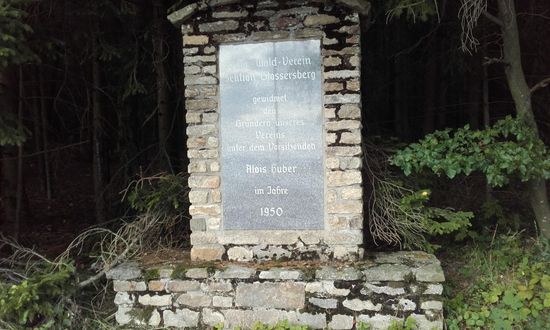 Wald-Verein
Sektion
gewidmet
den
Gründern unseres
Vereins
unter dem Vorsitzenden
Alois Huber
im Jahre
1950